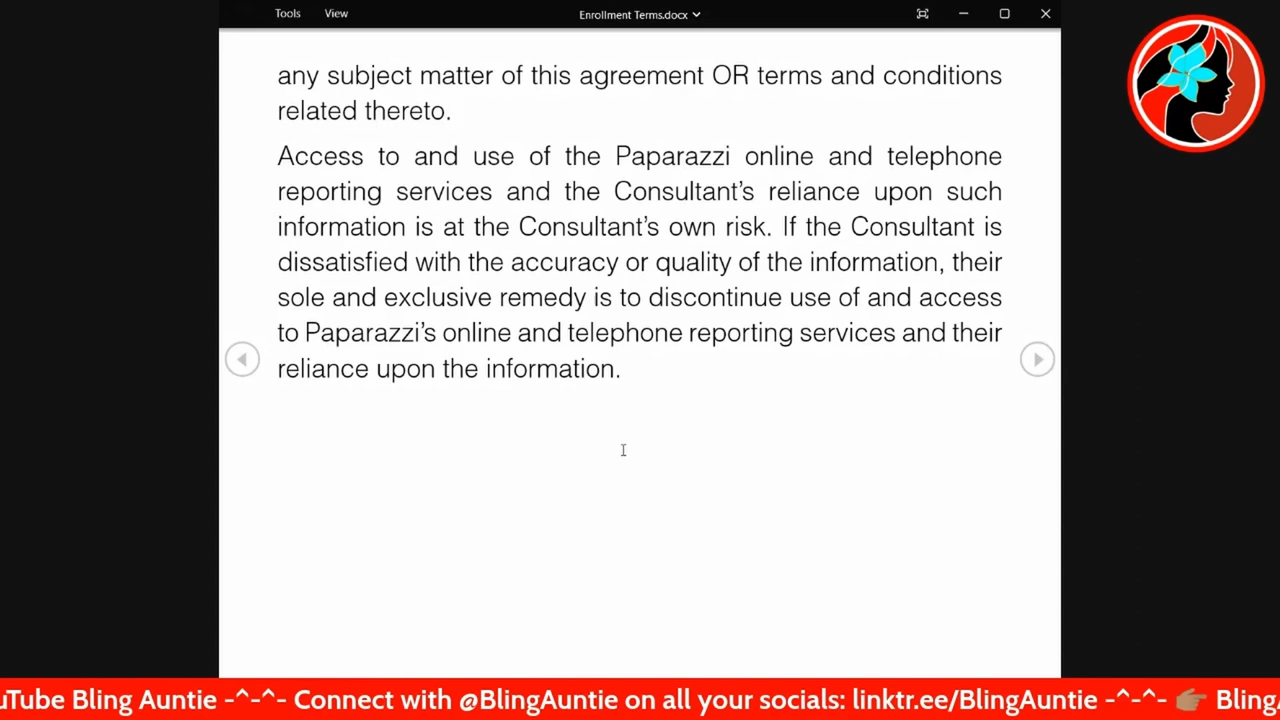 Tools View Enrollment Terms.docx
any subject matter of this agreement OR terms and conditions
related thereto.
Access to and use of the Paparazzi online and telephone
reporting services and the Consultant’s reliance upon such
information is at the Consultant’s own risk. If the Consultant is
dissatisfied with the accuracy or quality of the information, their
sole and exclusive remedy is to discontinue use of and access
to Paparazzi’s online and telephone reporting services and their
reliance upon the information.
uTube Bling Auntie -^-^- Connect with @BlingAuntie on all your socials: linktr.ee/BlingAuntie -^-^- 👉🏽 Bling